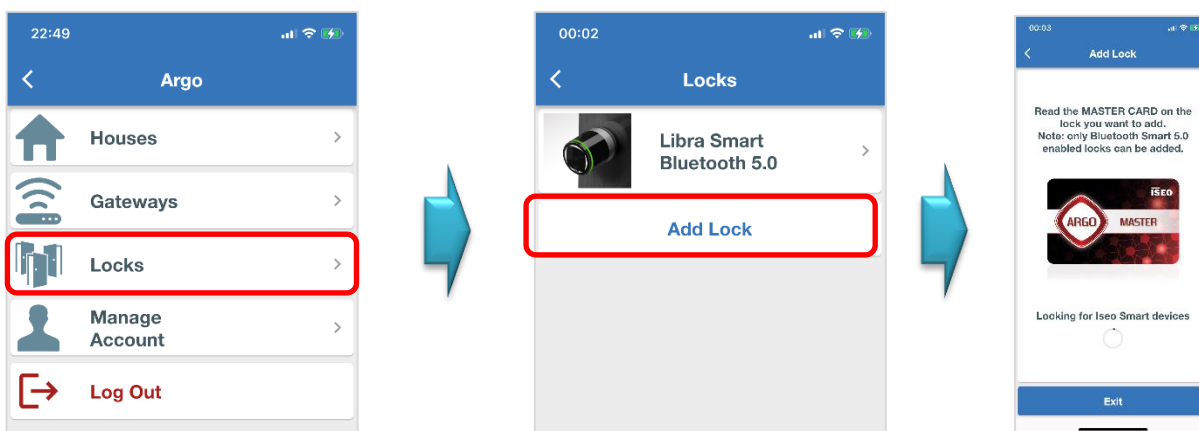 22:49
Argo
Houses
Gateways
Locks
Manage
Account
Log Out
00:02
Locks
Libra Smart
Bluetooth 5.0
Add Lock
00:03
Add Lock
Read the MASTER CARD on the
lock you want to add.
Note: only Bluetooth Smart 5.0
enabled locks can be added.
ISEO
ARGO MASTER
Looking for Iseo Smart devices
Exit